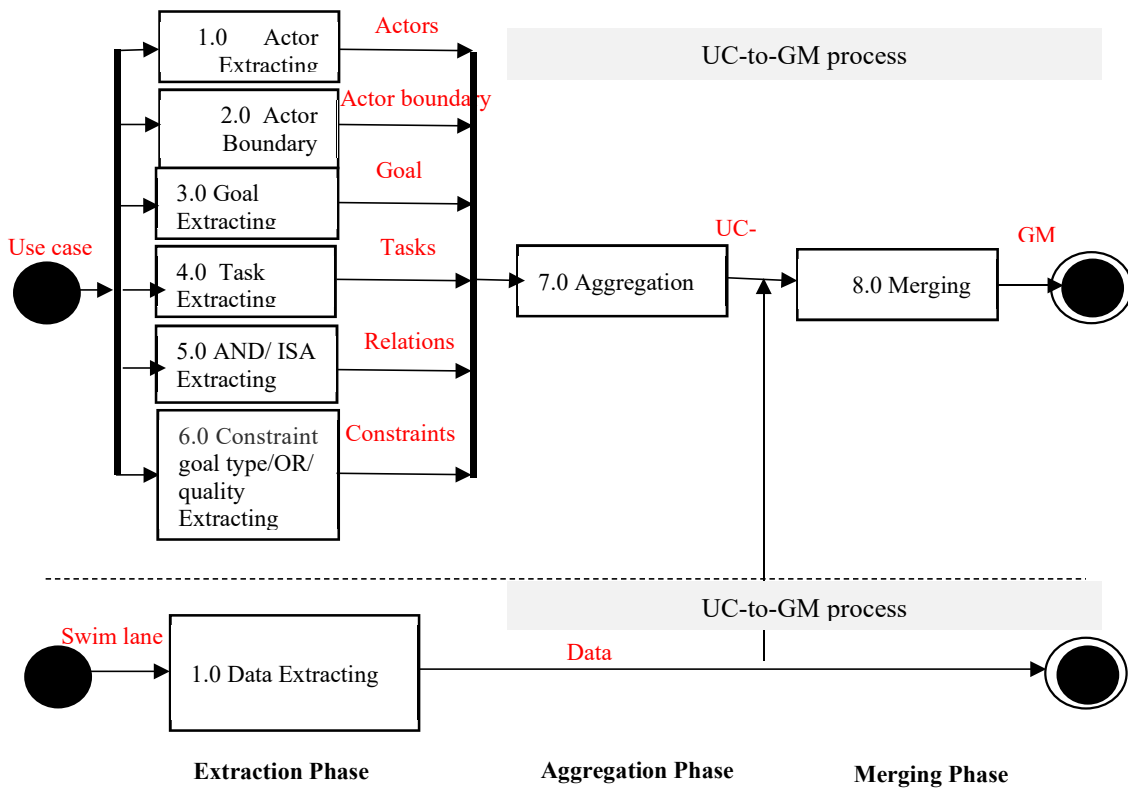 1.0 Actor
Extracting
Actors
UC-to-GM process
2.0 Actor
Boundary
Actor boundary
3.0 Goal
Extracting
Goal
Use case
4.0 Task
Extracting
Tasks
7.0 Aggregation
UC-
8.0 Merging
GM
5.0 AND/ ISA
Extracting
Relations
6.0 Constraint
goal type/OR/
quality
Extracting
Constraints
UC-to-GM process
Swim lane
1.0 Data Extracting
Data
Extraction Phase
Aggregation Phase
Merging Phase